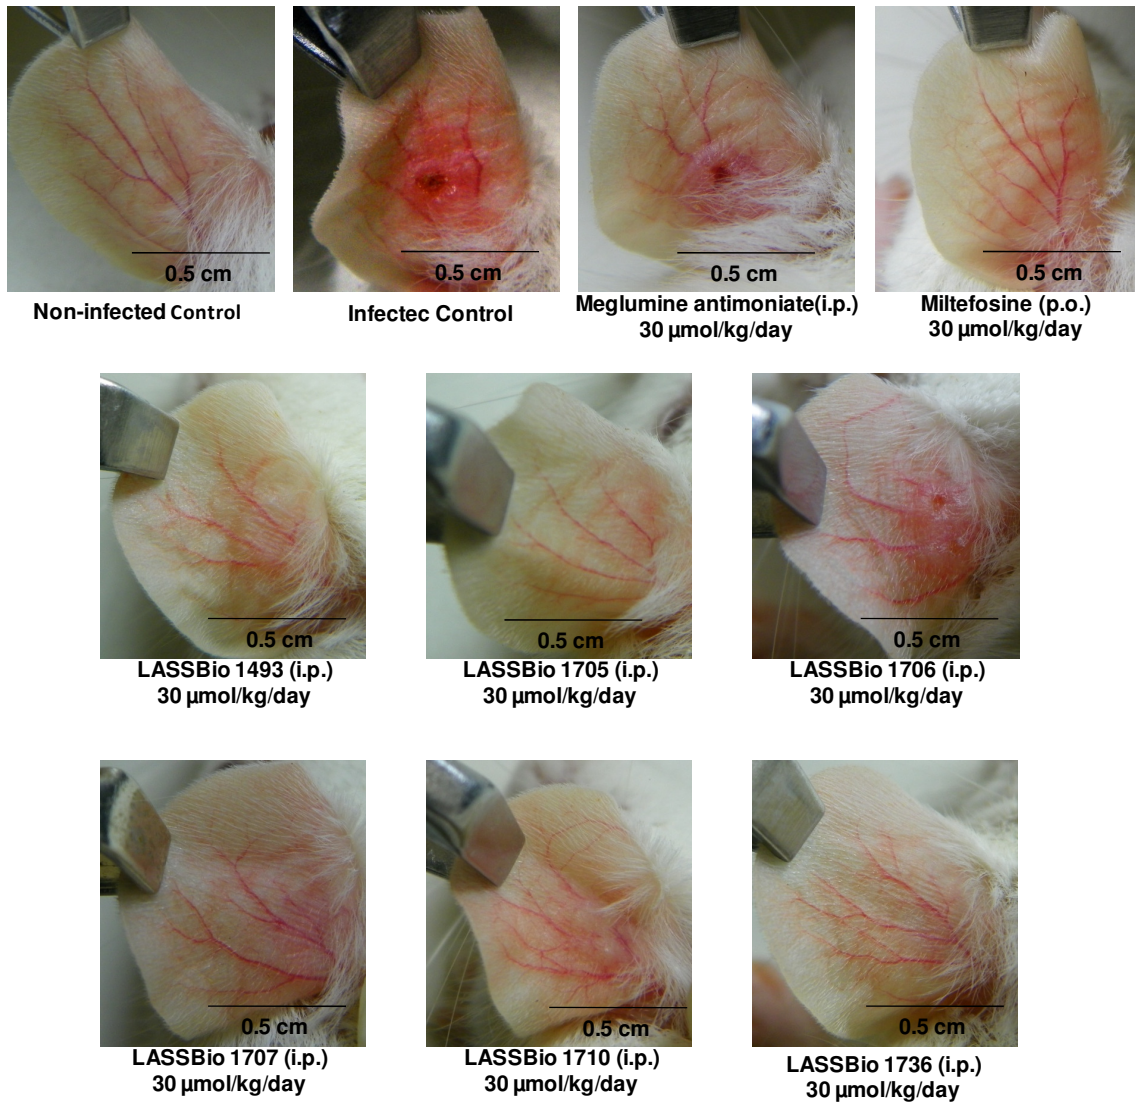 0.5 cm
0.5 cm
0.5 cm
0.5 cm
Non-infected Control
Infectec Control
Meglumine antimoniate(i.p.)
30 µmol/kg/day
Miltefosine (p.o.)
30 µmol/kg/day
0.5 cm
0.5 cm
0.5 cm
LASSBio 1493 (i.p.)
30 µmol/kg/day
LASSBio 1705 (i.p.)
30 µmol/kg/day
LASSBio 1706 (i.p.)
30 µmol/kg/day
0.5 cm
0.5 cm
0.5 cm
LASSBio 1707 (i.p.)
30 µmol/kg/day
LASSBio 1710 (i.p.)
30 µmol/kg/day
LASSBio 1736 (i.p.)
30 µmol/kg/day